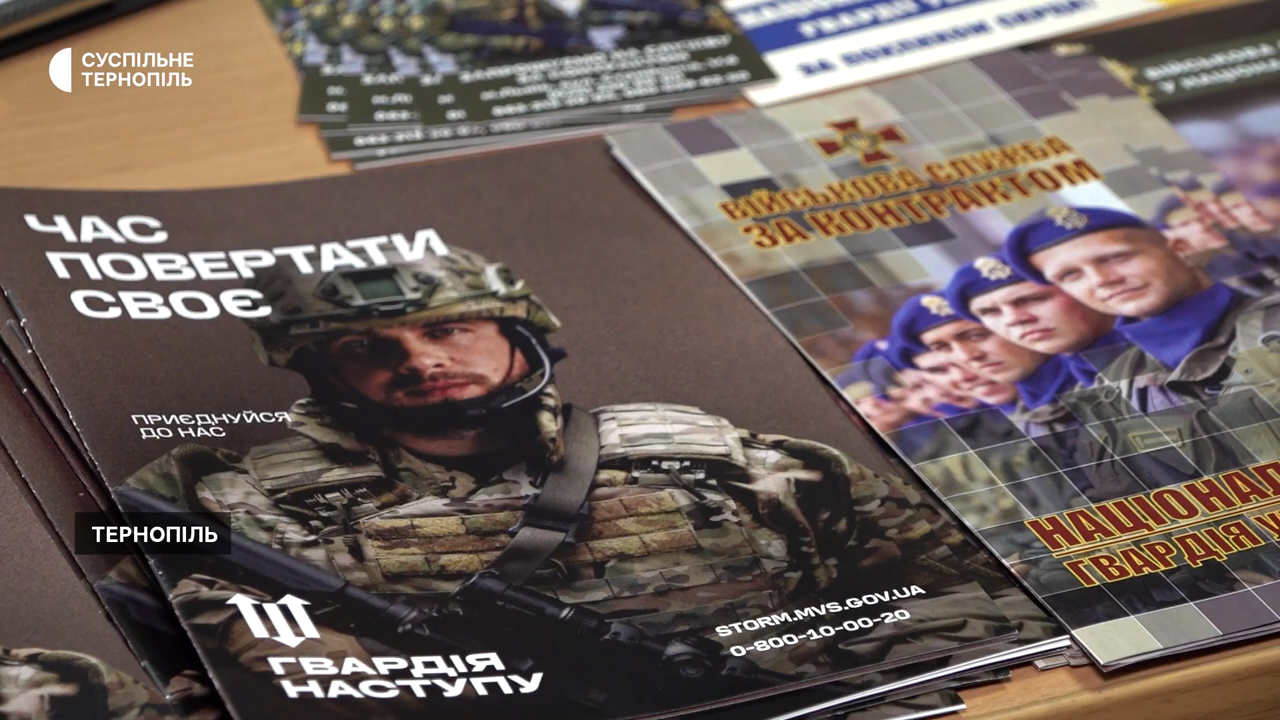 СУСПІЛЬНЕ
ТЕРНОПІЛЬ
ЗА ПОКЛИКОМ СЕРЦЯ!
ВІЙСЬКОВА СЛУЖБА
ЗА КОНТРАКТОМ
ЧАС
ПОВЕРТАТИ
СВОЄ
ПРИЄДНУЙСЯ
ДО НАС
ТЕРНОПІЛЬ
STORM.MVS.GOV.UA
0-800-10-00-20
ГВАРДІЯ
НАСТУПУ
НАЦІОНАЛ
ГВАРДІЯ У